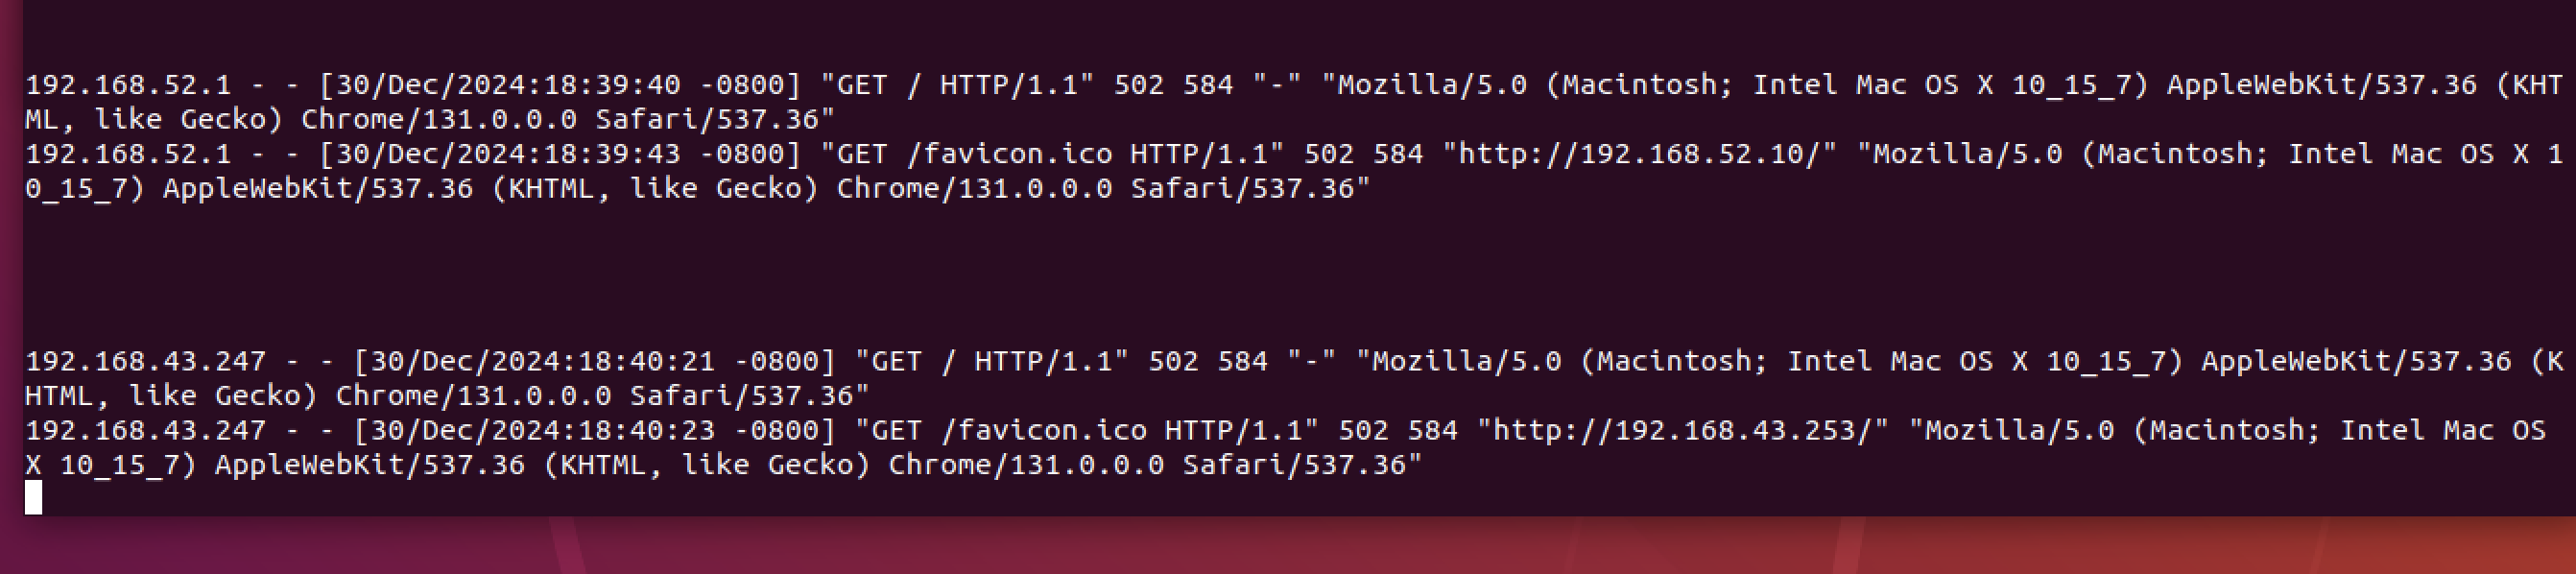 192.168.52.1 - - [30/Dec/2024:18:39:40 -0800] "GET / HTTP/1.1" 502 584 "-" "Mozilla/5.0 (Macintosh; Intel Mac OS X 10_15_7) AppleWebKit/537.36 (KHT
ML, like Gecko) Chrome/131.0.0.0 Safari/537.36"
192.168.52.1 - - [30/Dec/2024:18:39:43 -0800] "GET /favicon.ico HTTP/1.1" 502 584 "http://192.168.52.10/" "Mozilla/5.0 (Macintosh; Intel Mac OS X 1
0_15_7) AppleWebKit/537.36 (KHTML, like Gecko) Chrome/131.0.0.0 Safari/537.36"
192.168.43.247 - - [30/Dec/2024:18:40:21 -0800] "GET / HTTP/1.1" 502 584 "-" "Mozilla/5.0 (Macintosh; Intel Mac OS X 10_15_7) AppleWebKit/537.36 (K
HTML, like Gecko) Chrome/131.0.0.0 Safari/537.36"
192.168.43.247 - - [30/Dec/2024:18:40:23 -0800] "GET /favicon.ico HTTP/1.1" 502 584 "http://192.168.43.253/" "Mozilla/5.0 (Macintosh; Intel Mac OS
X 10_15_7) AppleWebKit/537.36 (KHTML, like Gecko) Chrome/131.0.0.0 Safari/537.36"